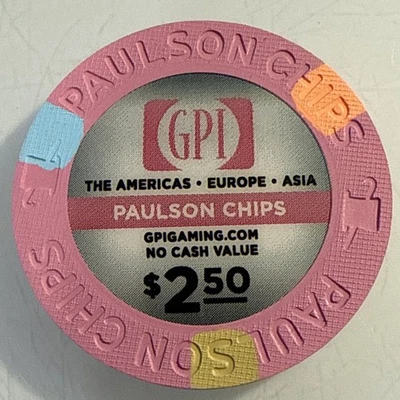 PAULSON CHIPS
GPI
THE AMERICAS • EUROPE • ASIA
PAULSON CHIPS
GPIGAMING.COM
NO CASH VALUE
$2.50
PAULSON CHIPS